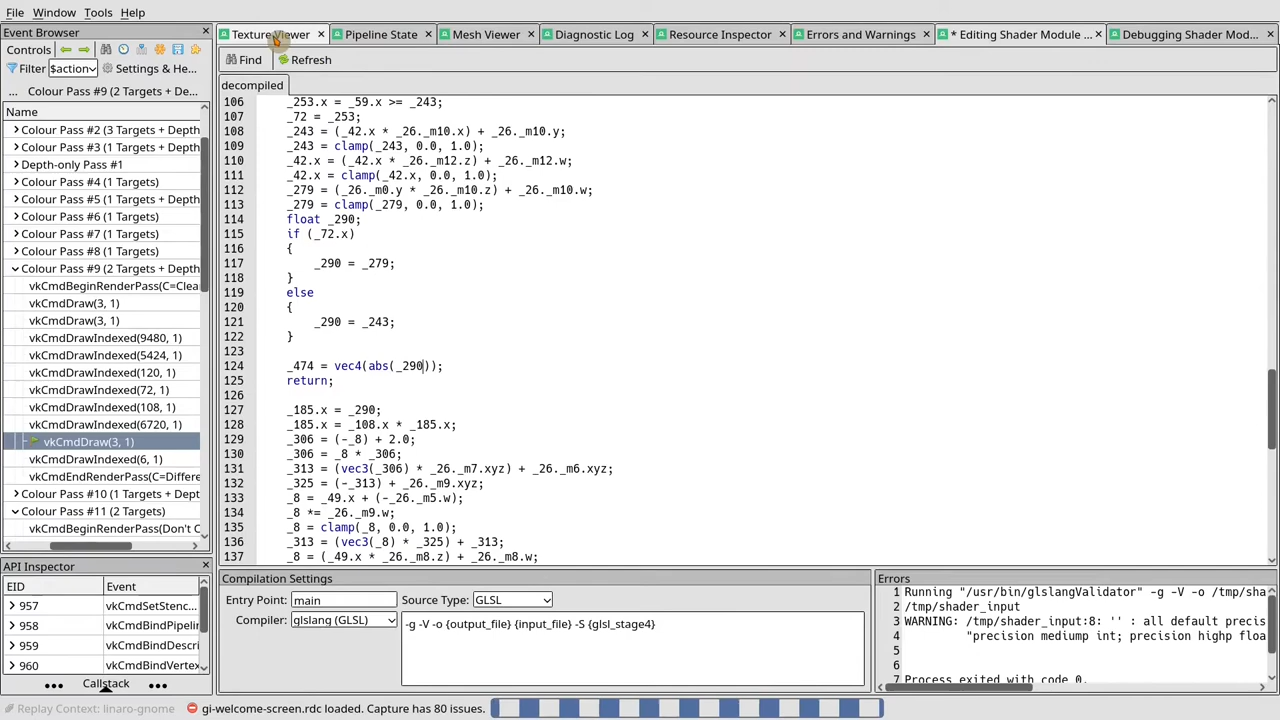 File Window Tools Help
Event Browser
Controls
Filter $action Settings & He...
... Colour Pass #9 (2 Targets + De...
Name
Colour Pass #2 (3 Targets + Depth
Colour Pass #3 (1 Targets + Depth
Depth-only Pass #1
Colour Pass #4 (1 Targets)
Colour Pass #5 (1 Targets + Depth
Colour Pass #6 (1 Targets)
Colour Pass #7 (1 Targets)
Colour Pass #8 (1 Targets)
Colour Pass #9 (2 Targets + Depth
vkCmdBeginRenderPass(C=Clea
vkCmdDraw(3, 1)
vkCmdDraw(3, 1)
vkCmdDrawIndexed(9480, 1)
vkCmdDrawIndexed(5424, 1)
vkCmdDrawIndexed(120, 1)
vkCmdDrawIndexed(72, 1)
vkCmdDrawIndexed(108, 1)
vkCmdDrawIndexed(6720, 1)
vkCmdDraw(3, 1)
vkCmdDrawIndexed(6, 1)
vkCmdEndRenderPass(C=Differe
Colour Pass #10 (1 Targets + Dept
Colour Pass #11 (2 Targets)
vkCmdBeginRenderPass(Don't C
API Inspector
EID Event
957 vkCmdSetStenc...
958 vkCmdBindPipeli
959 vkCmdBindDescri
960 vkCmdBindVertex
••• Callstack •••
Texture Viewer Pipeline State Mesh Viewer Diagnostic Log Resource Inspector Errors and Warnings * Editing Shader Module ... Debugging Shader Mod...
Find Refresh
decompiled
106 _253.x = _59.x >= _243;
107 _72 = _253;
108 _243 = (_42.x * _26._m10.x) + _26._m10.y;
109 _243 = clamp(_243, 0.0, 1.0);
110 _42.x = (_42.x * _26._m12.z) + _26._m12.w;
111 _42.x = clamp(_42.x, 0.0, 1.0);
112 _279 = (_26._m0.y * _26._m10.z) + _26._m10.w;
113 _279 = clamp(_279, 0.0, 1.0);
114 float _290;
115 if (_72.x)
116 {
117 _290 = _279;
118 }
119 else
120 {
121 _290 = _243;
122 }
123
124 _474 = vec4(abs(_290));
125 return;
126
127 _185.x = _290;
128 _185.x = _108.x * _185.x;
129 _306 = (-_8) + 2.0;
130 _306 = _8 * _306;
131 _313 = (vec3(_306) * _26._m7.xyz) + _26._m6.xyz;
132 _325 = (-_313) + _26._m9.xyz;
133 _8 = _49.x + (-_26._m5.w);
134 _8 *= _26._m9.w;
135 _8 = clamp(_8, 0.0, 1.0);
136 _313 = (vec3(_8) * _325) + _313;
137 _8 = (_49.x * _26._m8.z) + _26._m8.w;
Compilation Settings
Entry Point: main Source Type: GLSL
Compiler: glslang (GLSL) -g -V -o {output_file} {input_file} -S {glsl_stage4}
Errors
1 Running "/usr/bin/glslangValidator" -g -V -o /tmp/sha
2 /tmp/shader_input
3 WARNING: /tmp/shader_input:8: '' : all default precis
4 "precision mediump int; precision highp floa
5
6
7 Process exited with code 0.
Replay Context: linaro-gnome gi-welcome-screen.rdc loaded. Capture has 80 issues.